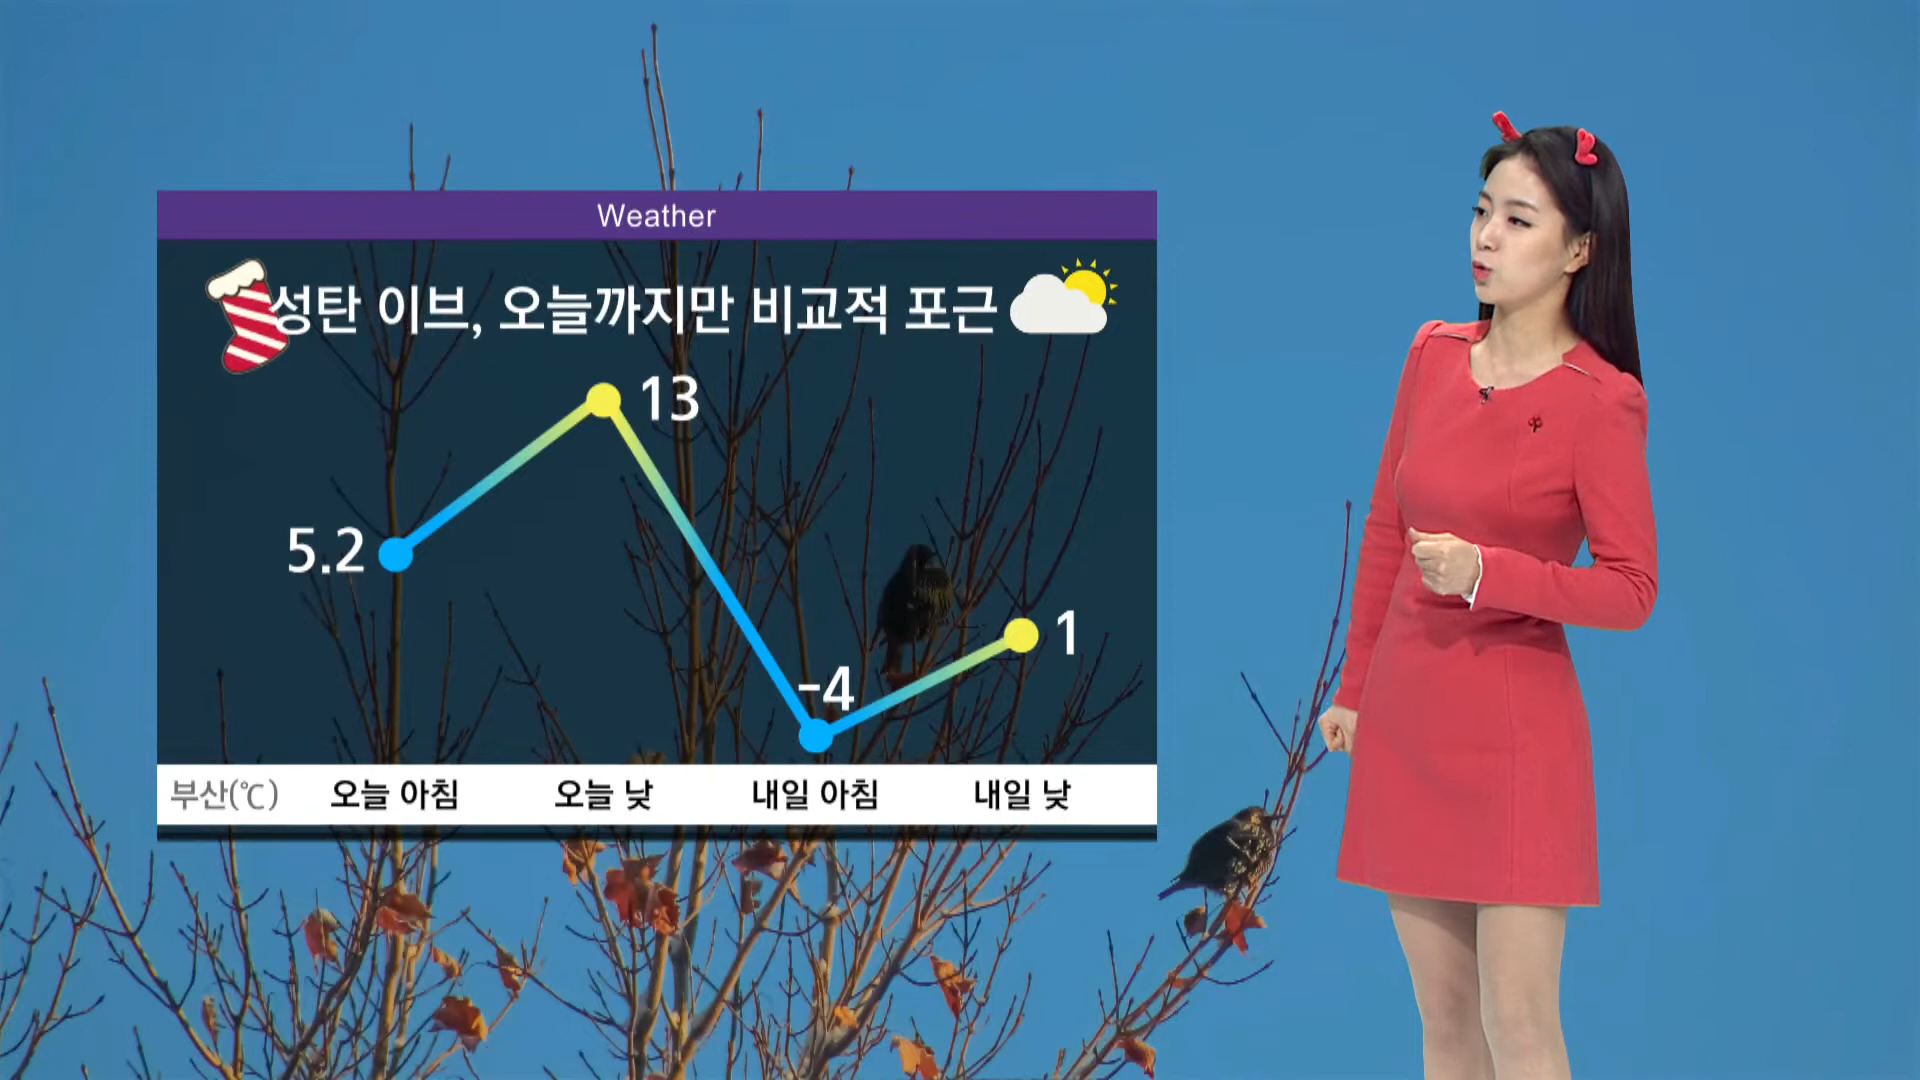 Weather
성탄 이브, 오늘까지만 비교적 포근
13
5.2
1
-4
부산(℃) 오늘 아침 오늘 낮 내일 아침 내일 낮